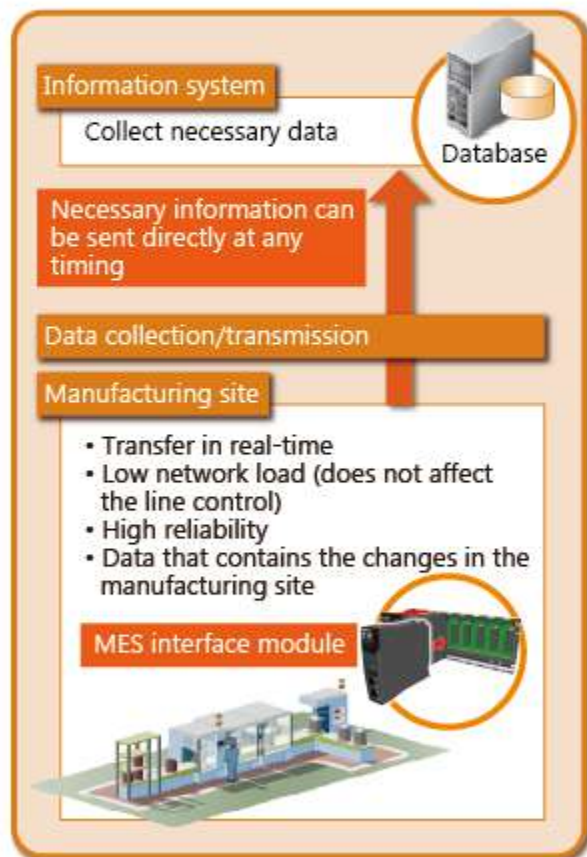 Information system
Collect necessary data
Database
Necessary information can
be sent directly at any
timing
Data collection/transmission
Manufacturing site
• Transfer in real-time
• Low network load (does not affect
the line control)
• High reliability
• Data that contains the changes in the
manufacturing site
MES interface module